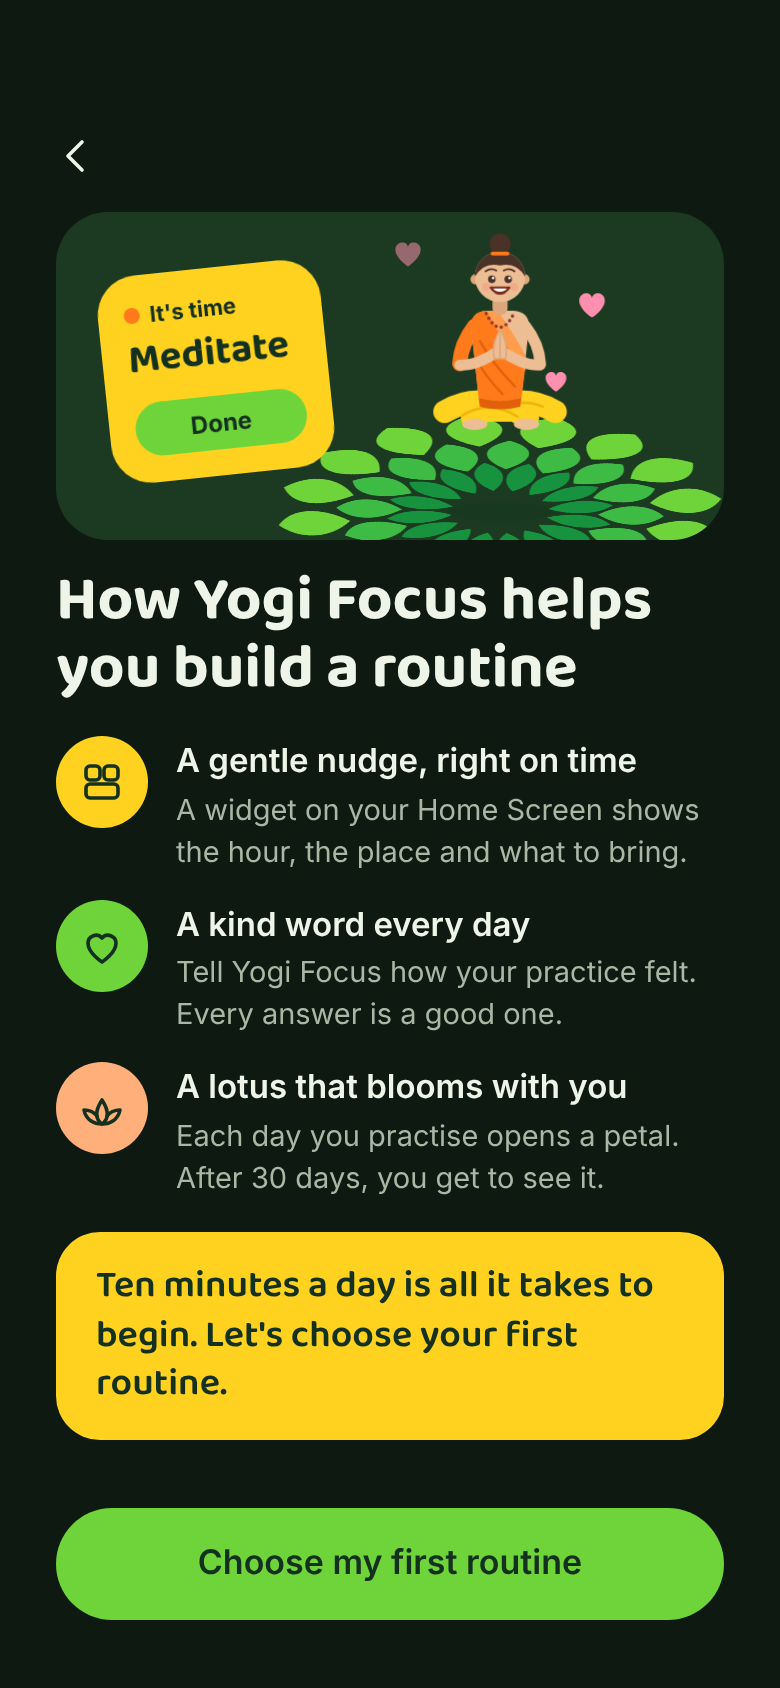 It's time
Meditate
Done
How Yogi Focus helps
you build a routine
A gentle nudge, right on time
A widget on your Home Screen shows
the hour, the place and what to bring.
A kind word every day
Tell Yogi Focus how your practice felt.
Every answer is a good one.
A lotus that blooms with you
Each day you practise opens a petal.
After 30 days, you get to see it.
Ten minutes a day is all it takes to
begin. Let's choose your first
routine.
Choose my first routine